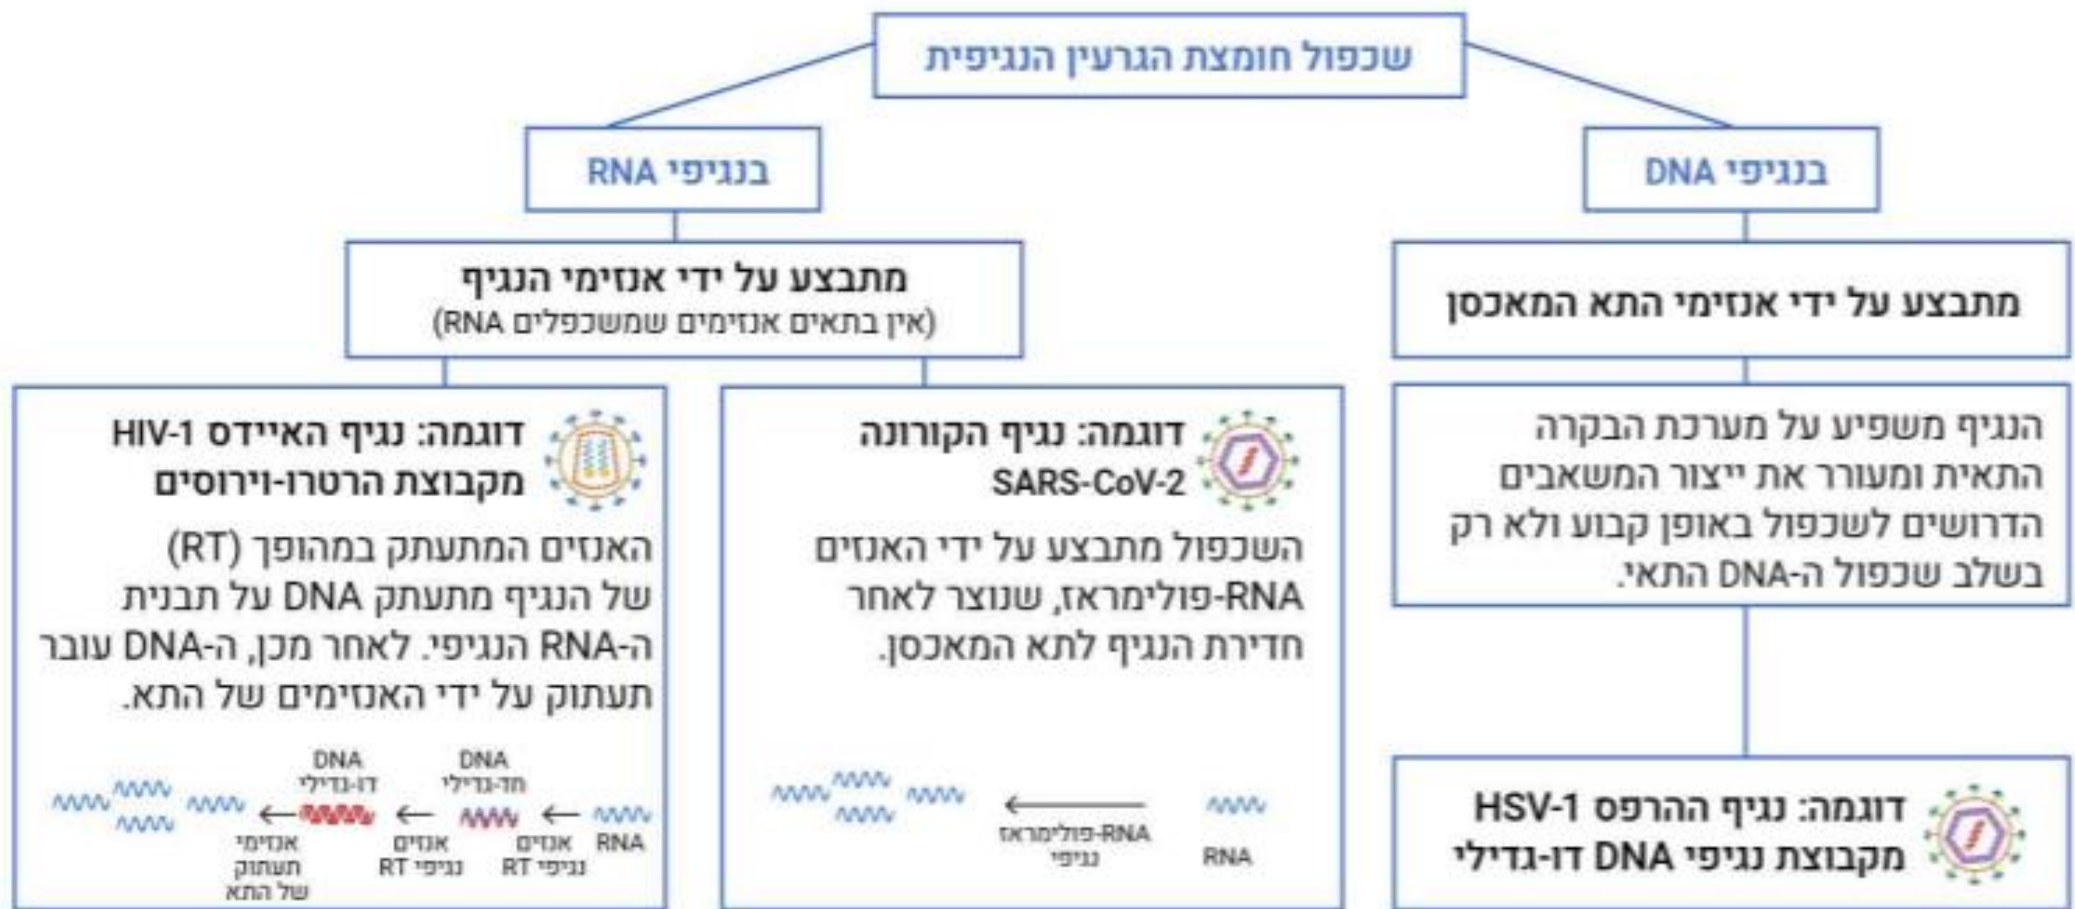 שכפול חומצת הגרעין הנגיפית
בנגיפי DNA
מתבצע על ידי אנזימי התא המאכסן
הנגיף משפיע על מערכת הבקרה
התאית ומעורר את ייצור המשאבים
הדרושים לשכפול באופן קבוע ולא רק
בשלב שכפול ה-DNA התאי.
דוגמה: נגיף ההרפס HSV-1
מקבוצת נגיפי DNA דו-גדילי
בנגיפי RNA
מתבצע על ידי אנזימי הנגיף
(אין בתאים אנזימים שמשכפלים RNA)
דוגמה: נגיף הקורונה
SARS-CoV-2
השכפול מתבצע על ידי האנזים
RNA-פולימראז, שנוצר לאחר
חדירת הנגיף לתא המאכסן.
RNA
RNA-פולימראז
נגיפי
דוגמה: נגיף האיידס HIV-1
מקבוצת הרטרו-וירוסים
האנזים המתעתק במהופך (RT)
של הנגיף מתעתק DNA על תבנית
ה-RNA הנגיפי. לאחר מכן, ה-DNA עובר
תעתוק על ידי האנזימים של התא.
RNA
אנזים
נגיפי RT
DNA
חד-גדילי
אנזים
נגיפי RT
DNA
דו-גדילי
אנזימי
תעתוק
של התא